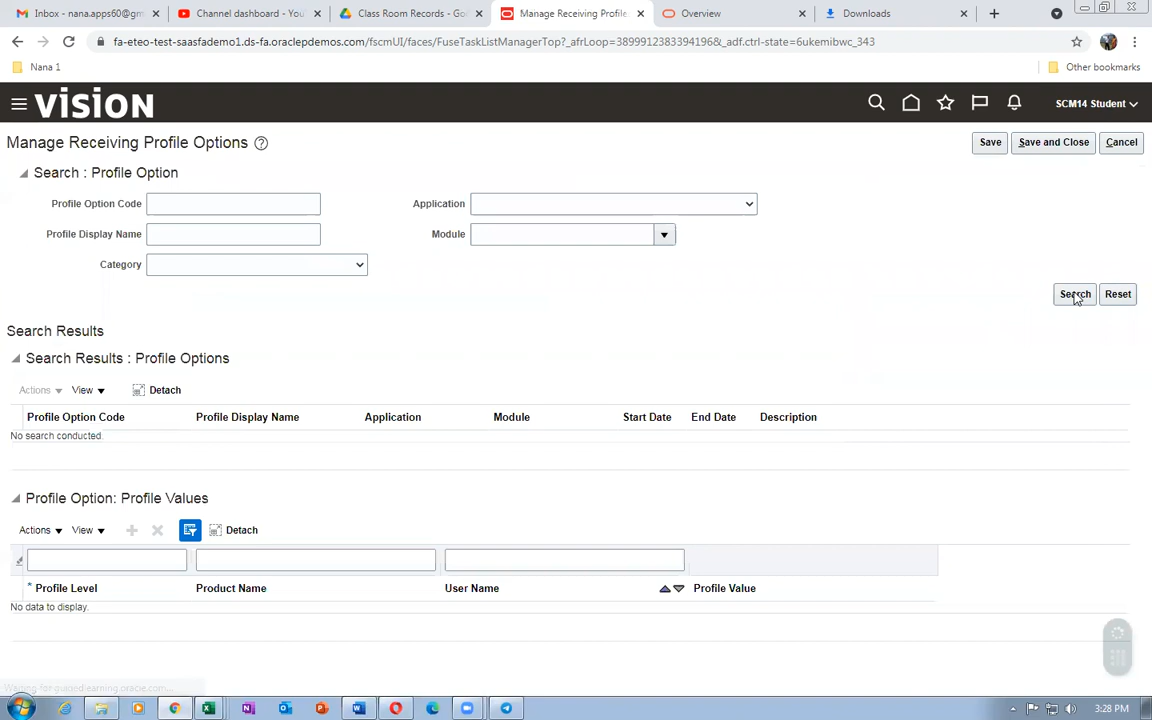 Inbox - nana.apps60@gm
Channel dashboard - You
Class Room Records - Go
Manage Receiving Profile
Overview
Downloads
fa-eteo-test-saasfademo1.ds-fa.oraclepdemos.com/fscmUI/faces/FuseTaskListManagerTop?_afrLoop=3899912383394196&_adf.ctrl-state=6ukemibwc_343
Nana 1
Other bookmarks
vision
SCM14 Student
Manage Receiving Profile Options
Save
Save and Close
Cancel
Search : Profile Option
Profile Option Code
Application
Profile Display Name
Module
Category
Search
Reset
Search Results
Search Results : Profile Options
Actions
View
Detach
Profile Option Code
Profile Display Name
Application
Module
Start Date
End Date
Description
No search conducted.
Profile Option: Profile Values
Actions
View
Detach
* Profile Level
Product Name
User Name
Profile Value
No data to display.
Waiting for guidedlearning.oracle.com...
3:28 PM